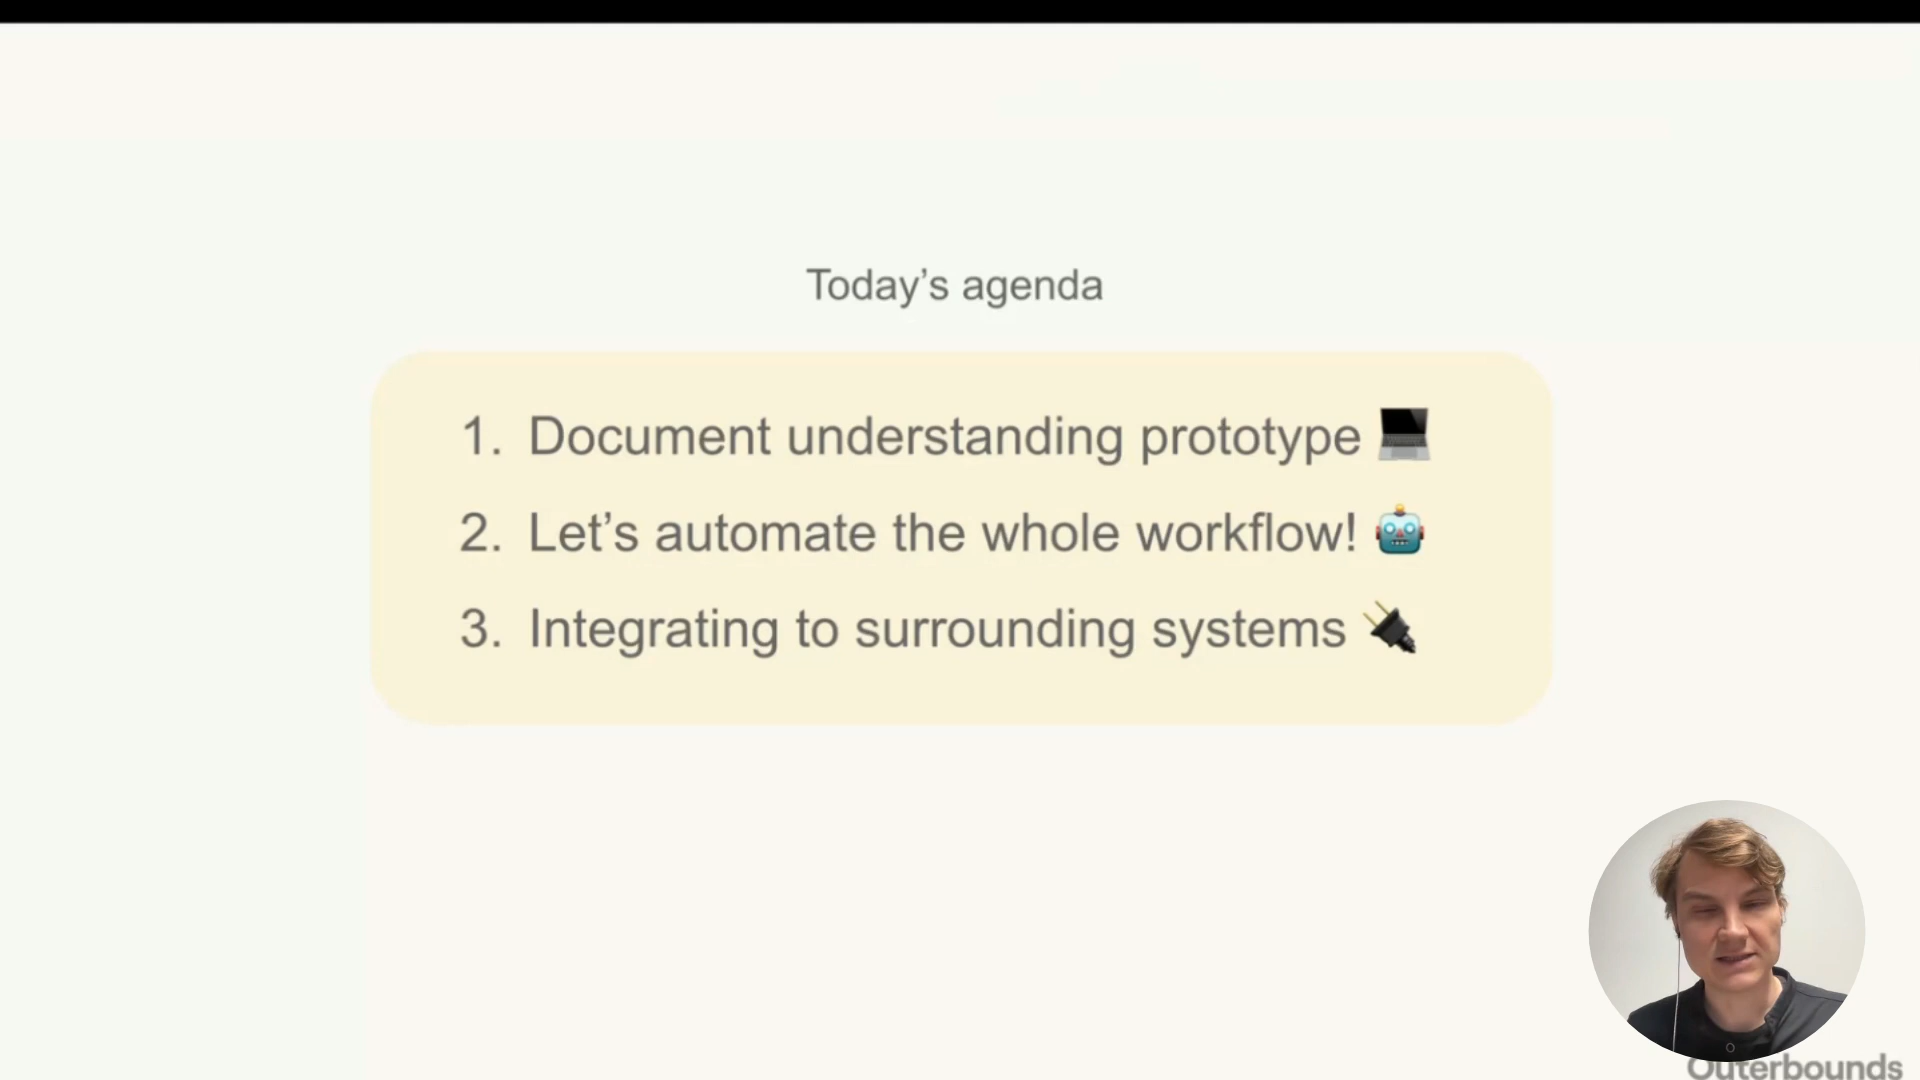 Today’s agenda
1. Document understanding prototype
2. Let’s automate the whole workflow!
3. Integrating to surrounding systems
Outerbounds